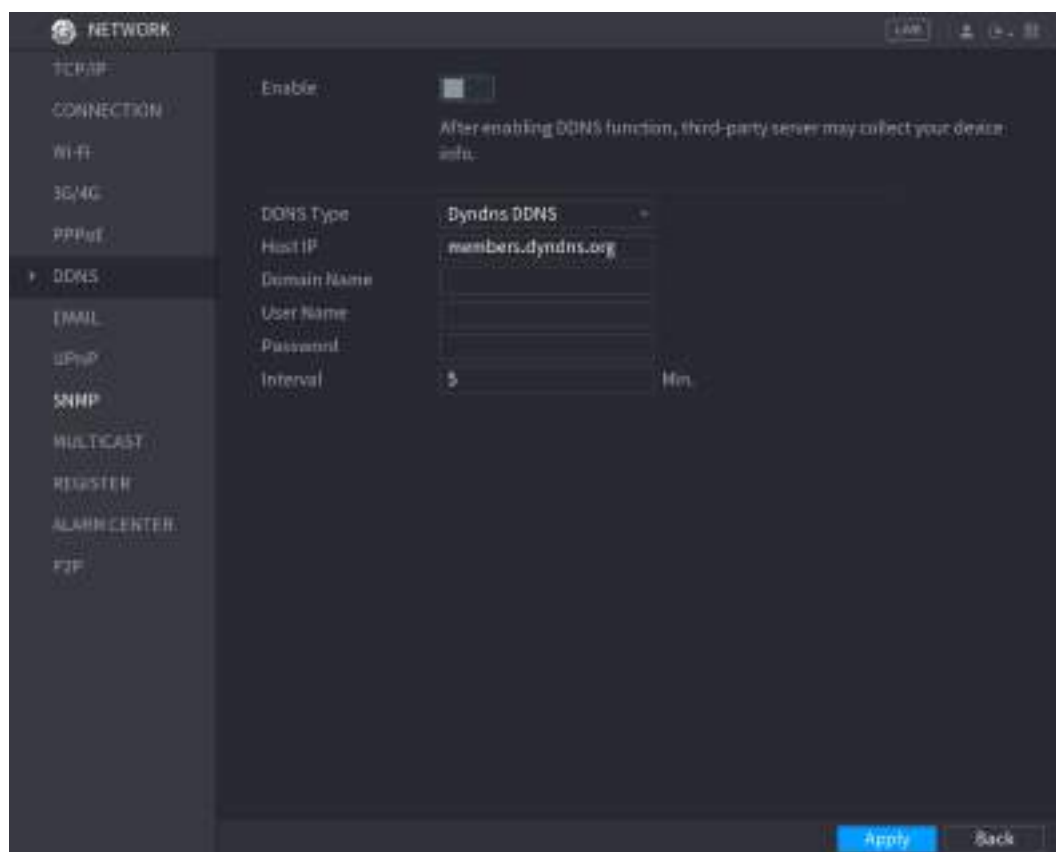 NETWORK
LIVE
TCP/IP
CONNECTION
Wi-Fi
3G/4G
PPPoE
DDNS
EMAIL
UPnP
SNMP
MULTICAST
REGISTER
ALARM CENTER
P2P
Enable
After enabling DDNS function, third-party server may collect your device
info.
DDNS Type Dyndns DDNS
Host IP members.dyndns.org
Domain Name
User Name
Password
Interval 5 Min.
Apply Back